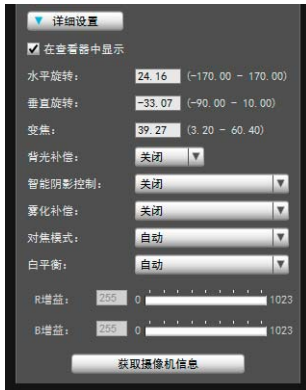 详细设置
在查看器中显示
水平旋转： 24.16 (-170.00 - 170.00)
垂直旋转： -33.07 (-90.00 - 10.00)
变焦： 39.27 (3.20 - 60.40)
背光补偿： 关闭
智能阴影控制： 关闭
雾化补偿： 关闭
对焦模式： 自动
白平衡： 自动
R增益： 255 0 1023
B增益： 255 0 1023
获取摄像机信息